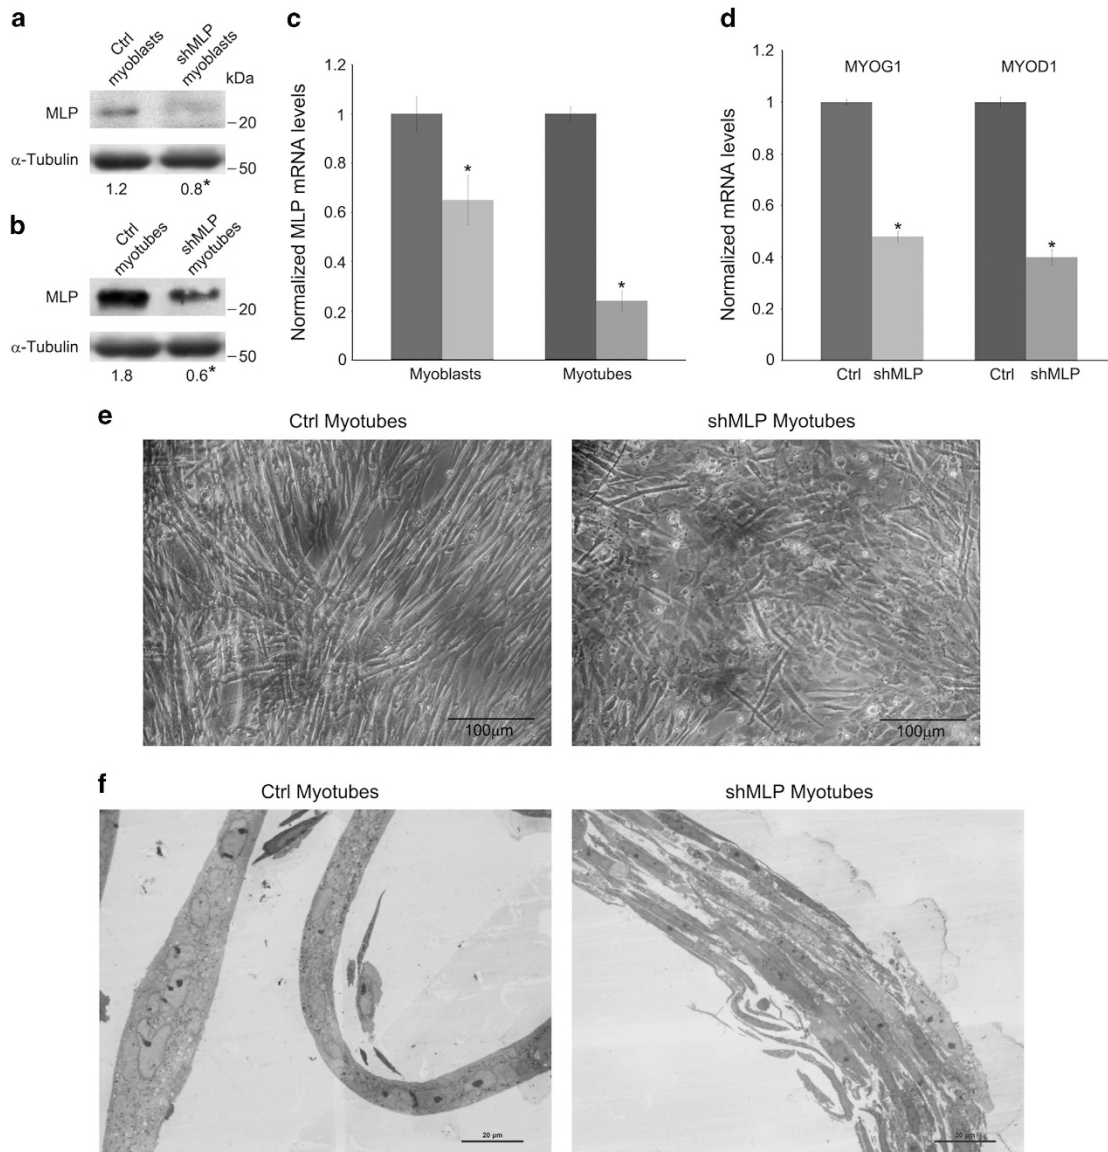 a
Ctrl myoblasts
shMLP myoblasts
kDa
MLP
–20
α-Tubulin
–50
1.2
0.8*
b
Ctrl myotubes
shMLP myotubes
MLP
–20
α-Tubulin
–50
1.8
0.6*
c
Normalized MLP mRNA levels
1.2
1
0.8
0.6
0.4
0.2
0
*
*
Myoblasts
Myotubes
d
Normalized mRNA levels
1.2
1
0.8
0.6
0.4
0.2
0
MYOG1
MYOD1
*
*
Ctrl shMLP
Ctrl shMLP
e
Ctrl Myotubes
shMLP Myotubes
100μm
100μm
f
Ctrl Myotubes
shMLP Myotubes
20 μm
20 μm